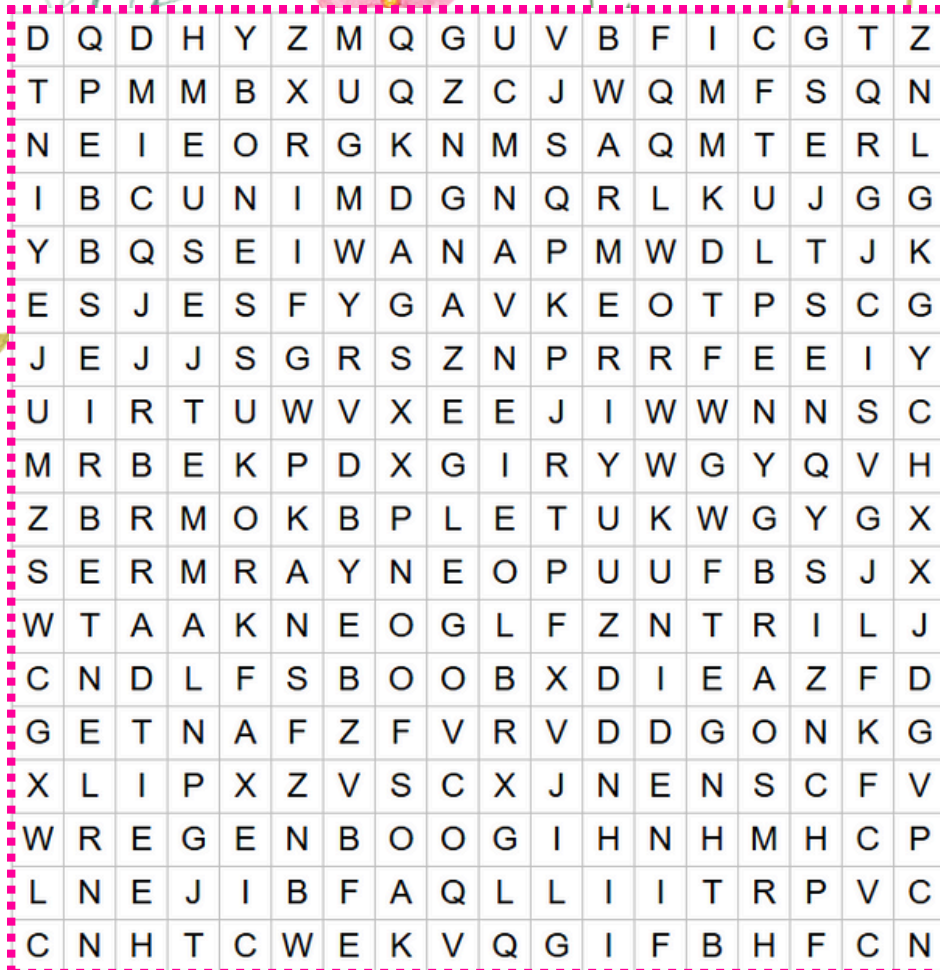 D Q D H Y Z M Q G U V B F I C G T Z
T P M M B X U Q Z C J W Q M F S Q N
N E I E O R G K N M S A Q M T E R L
I B C U N I M D G N Q R L K U J G G
Y B Q S E I W A N A P M W D L T J K
E S J E S F Y G A V K E O T P S C G
J E J J S G R S Z N P R R F E E I Y
U I R T U W V X E E J I W W N N S C
M R B E K P D X G I R Y W G Y Q V H
Z B R M O K B P L E T U K W G Y G X
S E R M R A Y N E O P U U F B S J X
W T A A K N E O G L F Z N T R I L J
C N D L F S B O O B X D I E A Z F D
G E T N A F Z F V R V D D G O N K G
X L I P X Z V S C X J N E N S C F V
W R E G E N B O O G I H N H M H C P
L N E J I B F A Q L L I I T R P V C
C N H T C W E K V Q G I F B H F C N